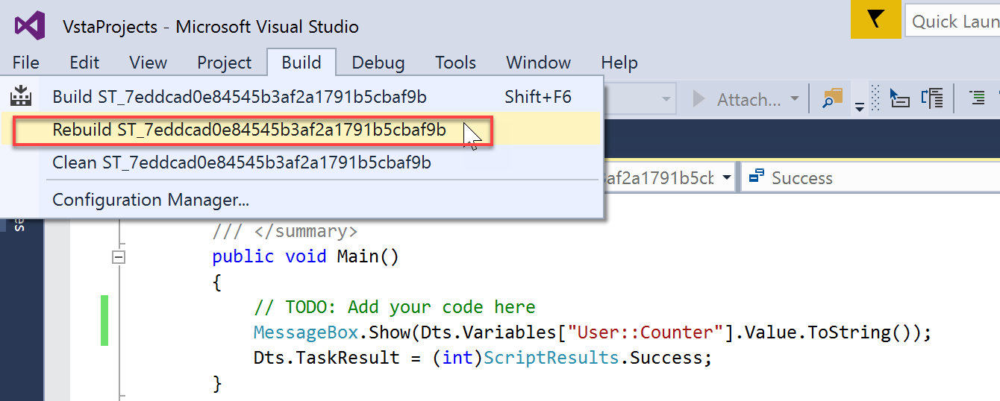 VstaProjects - Microsoft Visual Studio
Quick Laun
File Edit View Project Build Debug Tools Window Help
Build ST_7eddcad0e84545b3af2a1791b5cbaf9b Shift+F6
Attach...
Rebuild ST_7eddcad0e84545b3af2a1791b5cbaf9b
Clean ST_7eddcad0e84545b3af2a1791b5cbaf9b
af2a1791b5cb
Success
Configuration Manager...
/// </summary>
public void Main()
{
// TODO: Add your code here
MessageBox.Show(Dts.Variables["User::Counter"].Value.ToString());
Dts.TaskResult = (int)ScriptResults.Success;
}